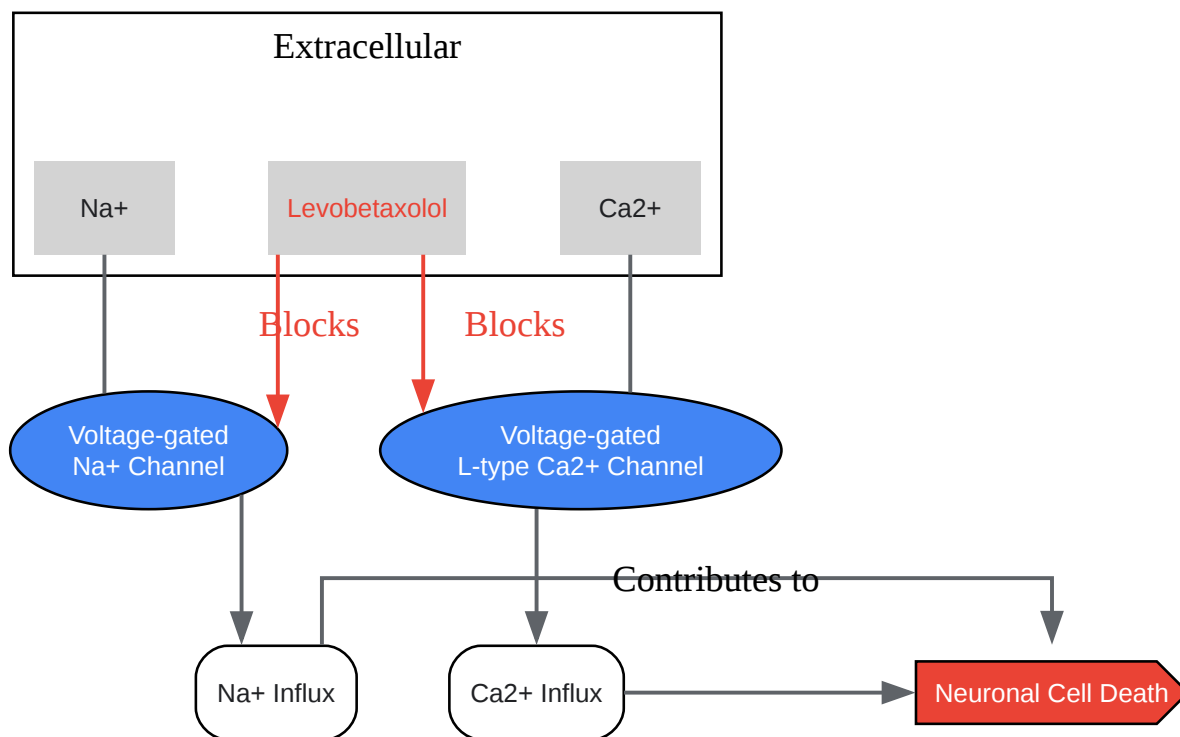 Extracellular
Na+
Levobetaxolol
Ca2+
Blocks
Blocks
Voltage-gated
Na+ Channel
Voltage-gated
L-type Ca2+ Channel
Contributes to
Na+ Influx
Ca2+ Influx
Neuronal Cell Death